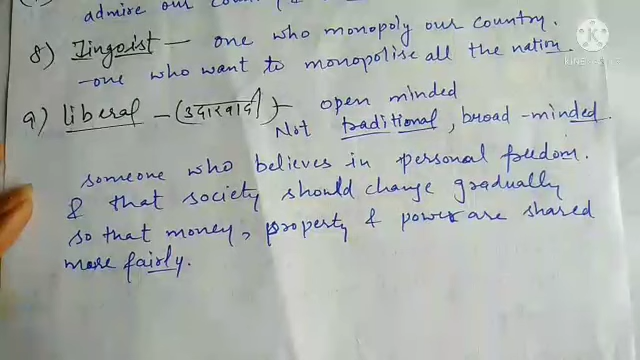 admire our country
8) Jingoist — one who monopoly our country.
– one who want to monopolise all the nation.
9) liberal – (उदारवादी) – open minded
Not traditional, broad-minded.
someone who believes in personal freedom.
& that society should change gradually
so that money, property & power are shared
more fairly.
KINEMASTER